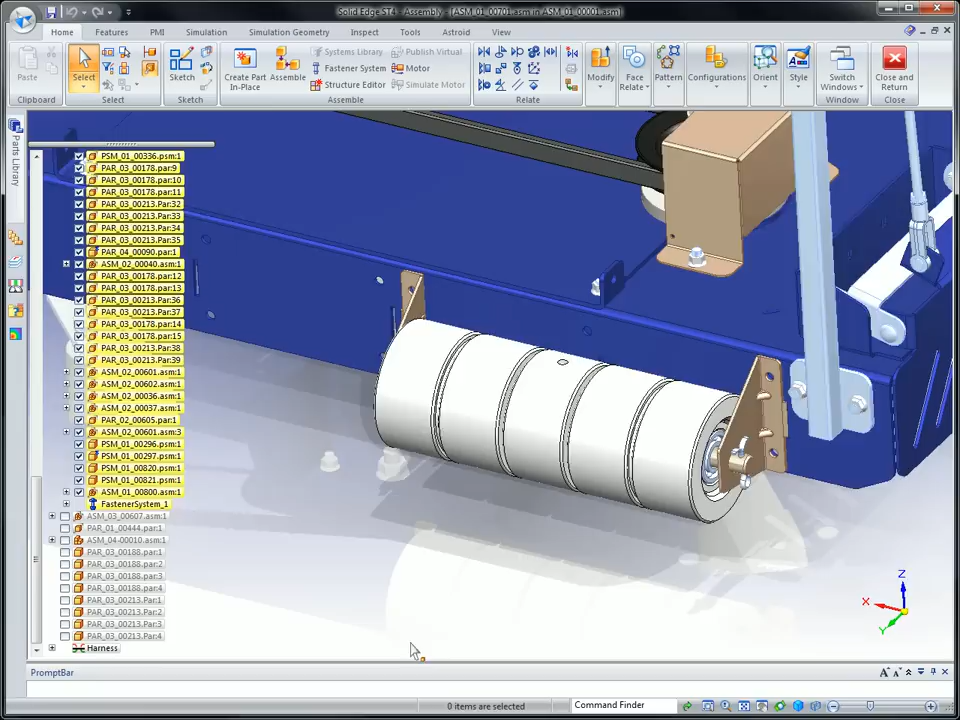 Solid Edge ST4 - Assembly - [ASM_01_00701.asm in ASM_01_00001.asm]
Home Features PMI Simulation Simulation Geometry Inspect Tools Astroid View
Paste Select Sketch Create Part In-Place Assemble Systems Library Publish Virtual Fastener System Motor Structure Editor Simulate Motor Modify Face Relate Pattern Configurations Orient Style Switch Windows Close and Return
Clipboard Select Sketch Assemble Relate Window Close
Parts Library
PSM_01_00336.psm:1
PAR_03_00178.par:9
PAR_03_00178.par:10
PAR_03_00178.par:11
PAR_03_00213.Par:32
PAR_03_00213.Par:33
PAR_03_00213.Par:34
PAR_03_00213.Par:35
PAR_04_00090.par:1
ASM_02_00040.asm:1
PAR_03_00178.par:12
PAR_03_00178.par:13
PAR_03_00213.Par:36
PAR_03_00213.Par:37
PAR_03_00178.par:14
PAR_03_00178.par:15
PAR_03_00213.Par:38
PAR_03_00213.Par:39
ASM_02_00601.asm:1
ASM_02_00602.asm:1
ASM_02_00036.asm:1
ASM_02_00037.asm:1
PAR_02_00605.par:1
ASM_02_00601.asm:3
PSM_01_00296.psm:1
PSM_01_00297.psm:1
PSM_01_00820.psm:1
PSM_01_00821.psm:1
ASM_01_00800.asm:1
FastenerSystem_1
ASM_03_00607.asm:1
PAR_01_00444.par:1
ASM_04-00010.asm:1
PAR_03_00188.par:1
PAR_03_00188.par:2
PAR_03_00188.par:3
PAR_03_00188.par:4
PAR_03_00213.Par:1
PAR_03_00213.Par:2
PAR_03_00213.Par:3
PAR_03_00213.Par:4
Harness
Z
X
Y
PromptBar
0 items are selected Command Finder